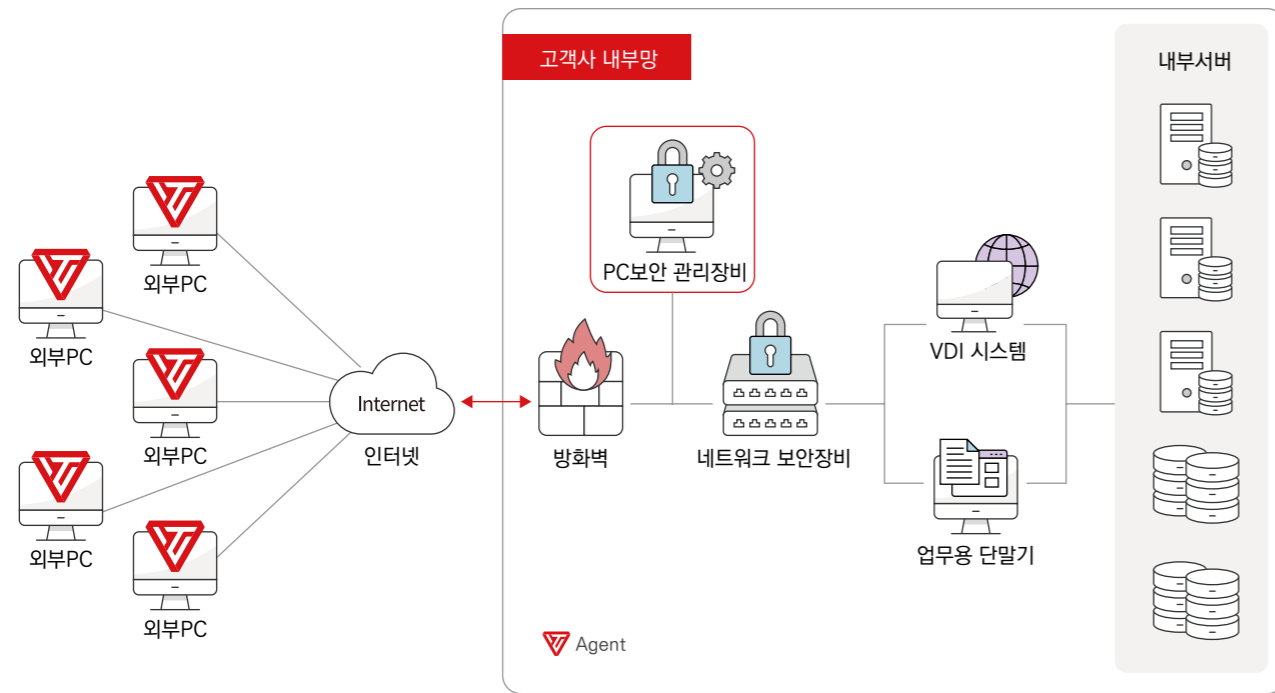 고객사 내부망
내부서버
PC보안 관리장비
외부PC
외부PC
외부PC
외부PC
외부PC
Internet
인터넷
방화벽
네트워크 보안장비
VDI 시스템
업무용 단말기
Agent